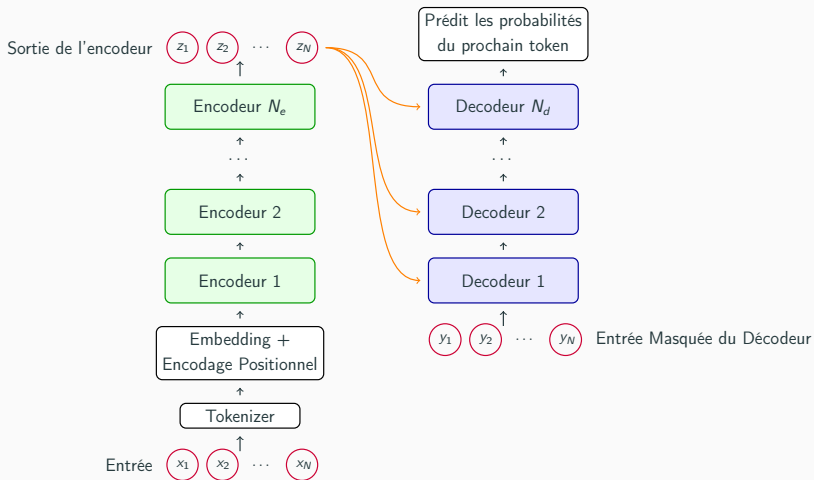 Sortie de l'encodeur z1 z2 ... zN
Encodeur Ne
...
Encodeur 2
Encodeur 1
Embedding +
Encodage Positionnel
Tokenizer
Entrée x1 x2 ... xN
Prédit les probabilités
du prochain token
Decodeur Nd
...
Decodeur 2
Decodeur 1
y1 y2 ... yN Entrée Masquée du Décodeur